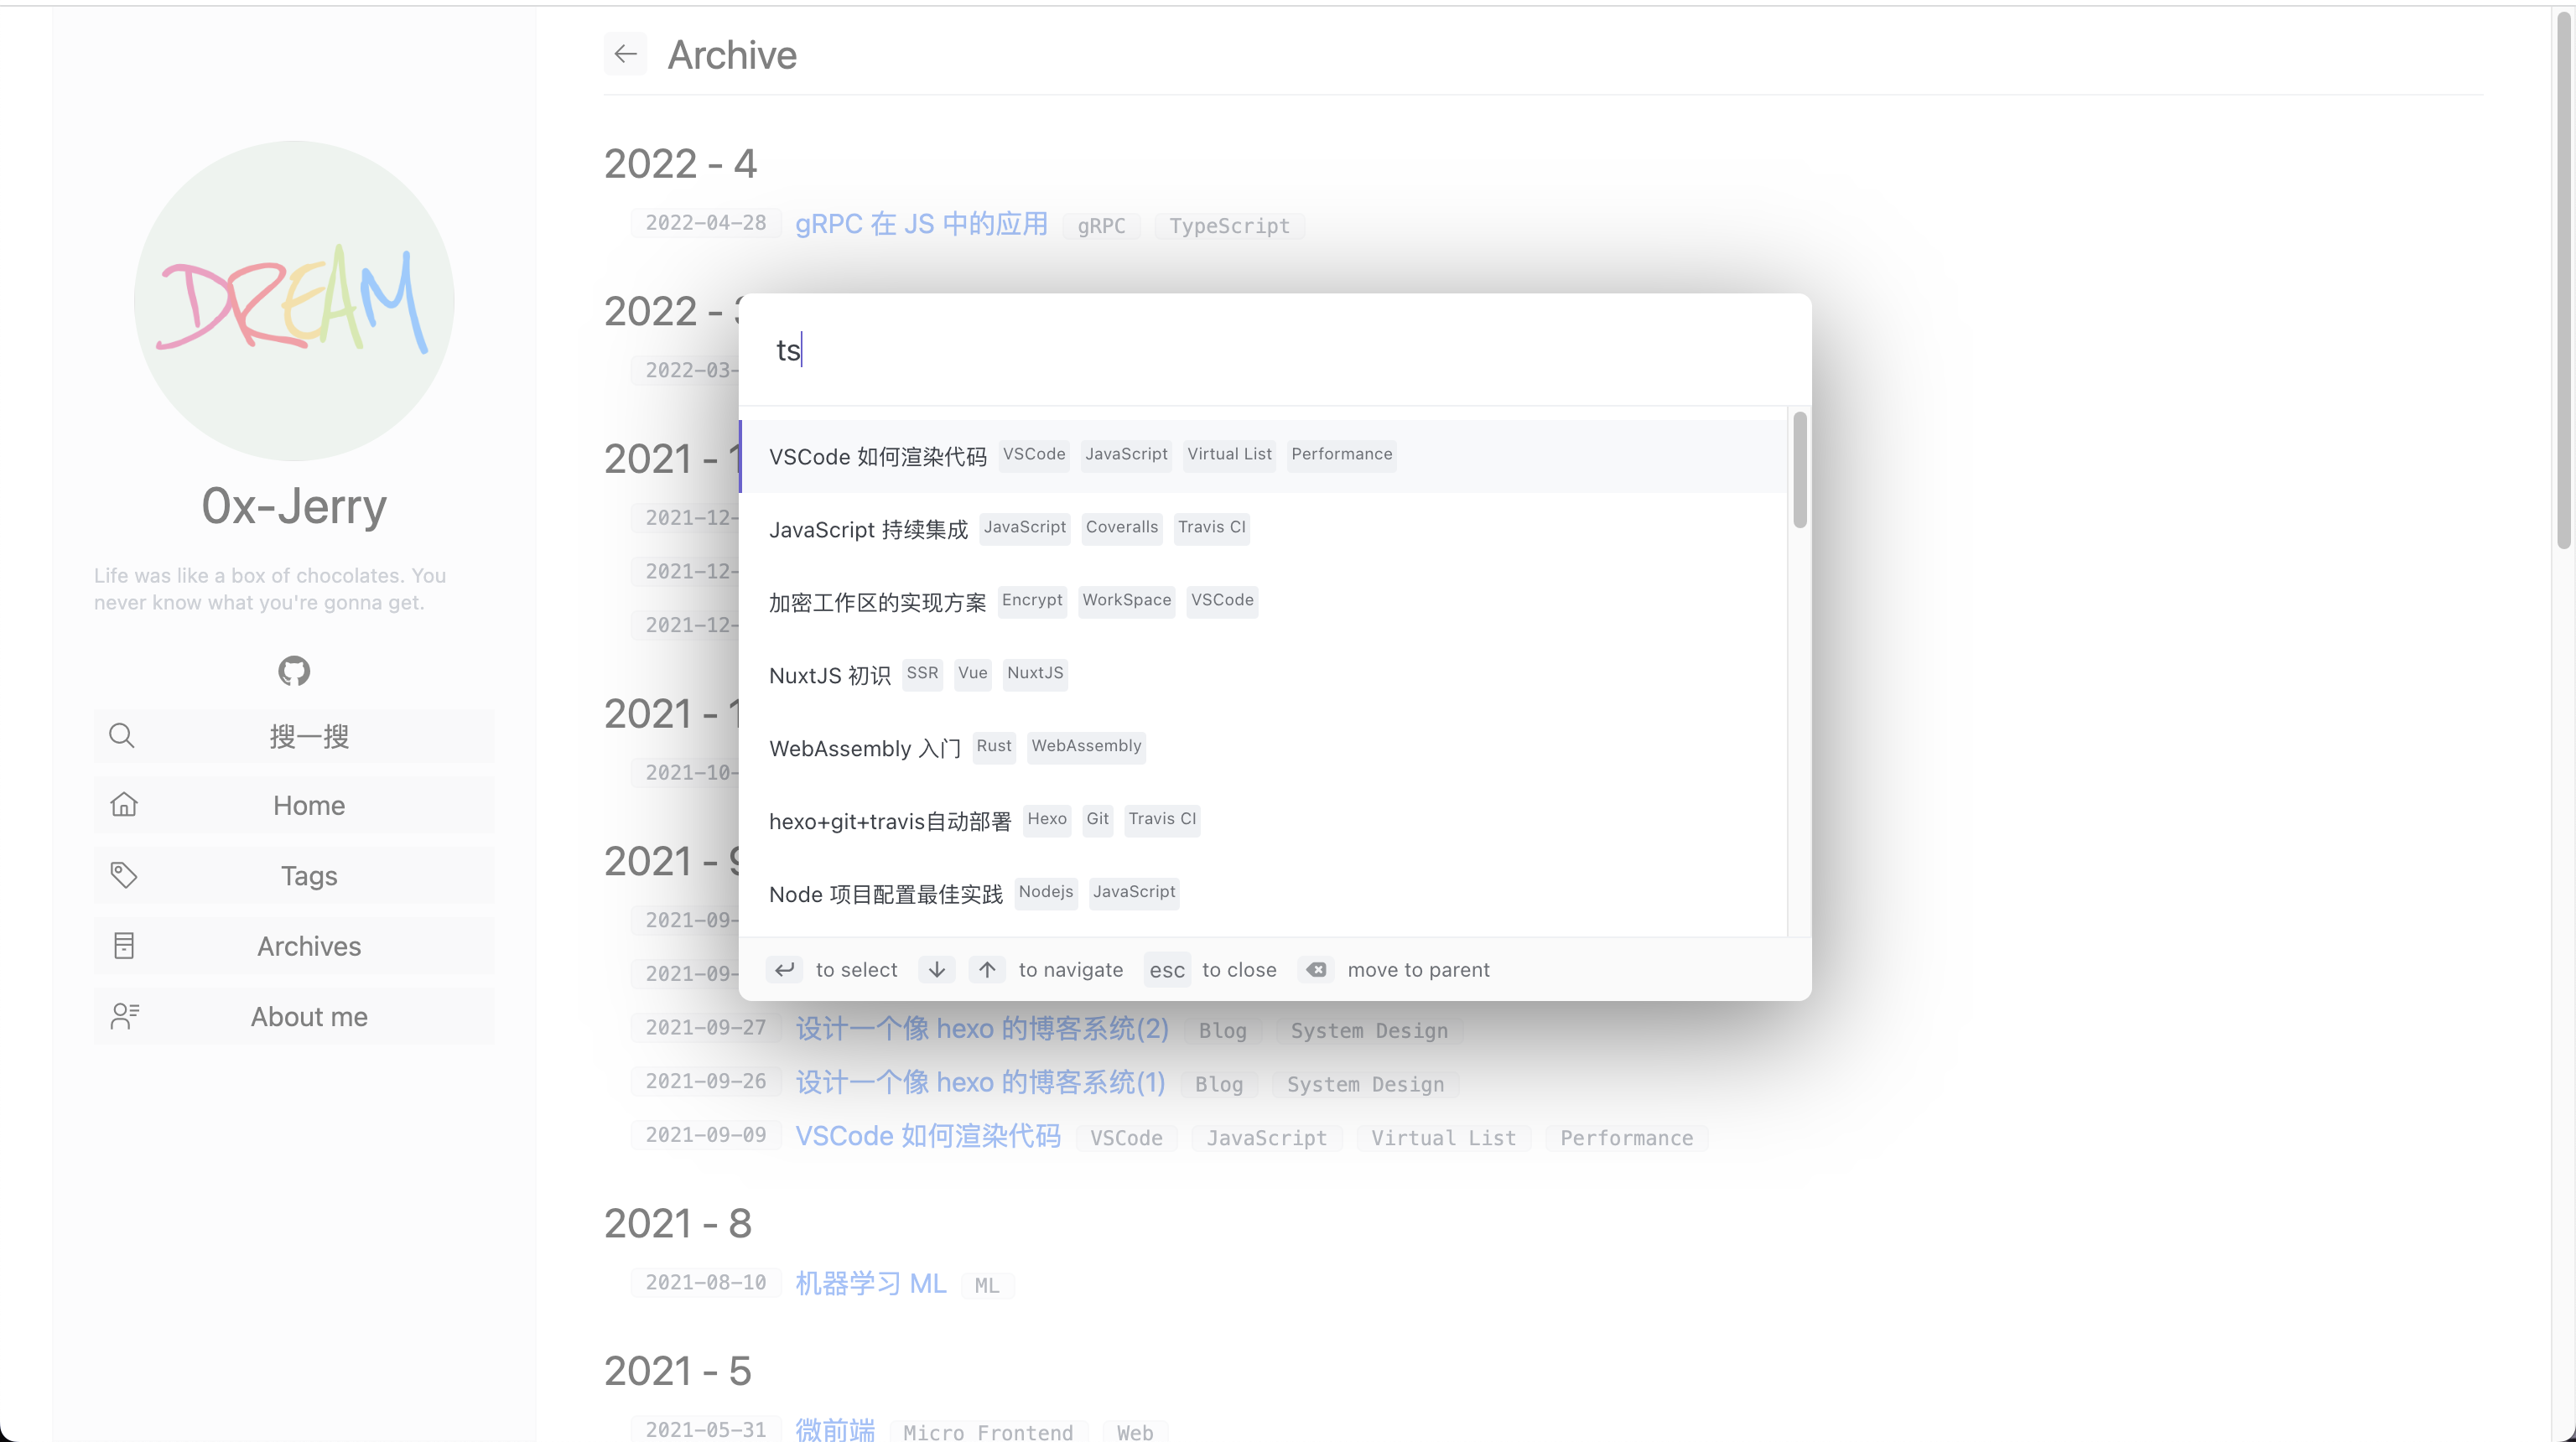 DREAM
0x-Jerry
Life was like a box of chocolates. You
never know what you're gonna get.
搜一搜
Home
Tags
Archives
About me
Archive
2022 - 4
2022-04-28 gRPC 在 JS 中的应用 gRPC TypeScript
2022 -
2022-03-
2021 - 1
2021-12-
2021-12-
2021-12-
2021 - 1
2021-10-
2021 - 9
2021-09-
2021-09-
2021-09-27 设计一个像 hexo 的博客系统(2) Blog System Design
2021-09-26 设计一个像 hexo 的博客系统(1) Blog System Design
2021-09-09 VSCode 如何渲染代码 VSCode JavaScript Virtual List Performance
2021 - 8
2021-08-10 机器学习 ML ML
2021 - 5
2021-05-31 微前端 Micro Frontend Web
ts
VSCode 如何渲染代码 VSCode JavaScript Virtual List Performance
JavaScript 持续集成 JavaScript Coveralls Travis CI
加密工作区的实现方案 Encrypt WorkSpace VSCode
NuxtJS 初识 SSR Vue NuxtJS
WebAssembly 入门 Rust WebAssembly
hexo+git+travis自动部署 Hexo Git Travis CI
Node 项目配置最佳实践 Nodejs JavaScript
to select to navigate esc to close move to parent